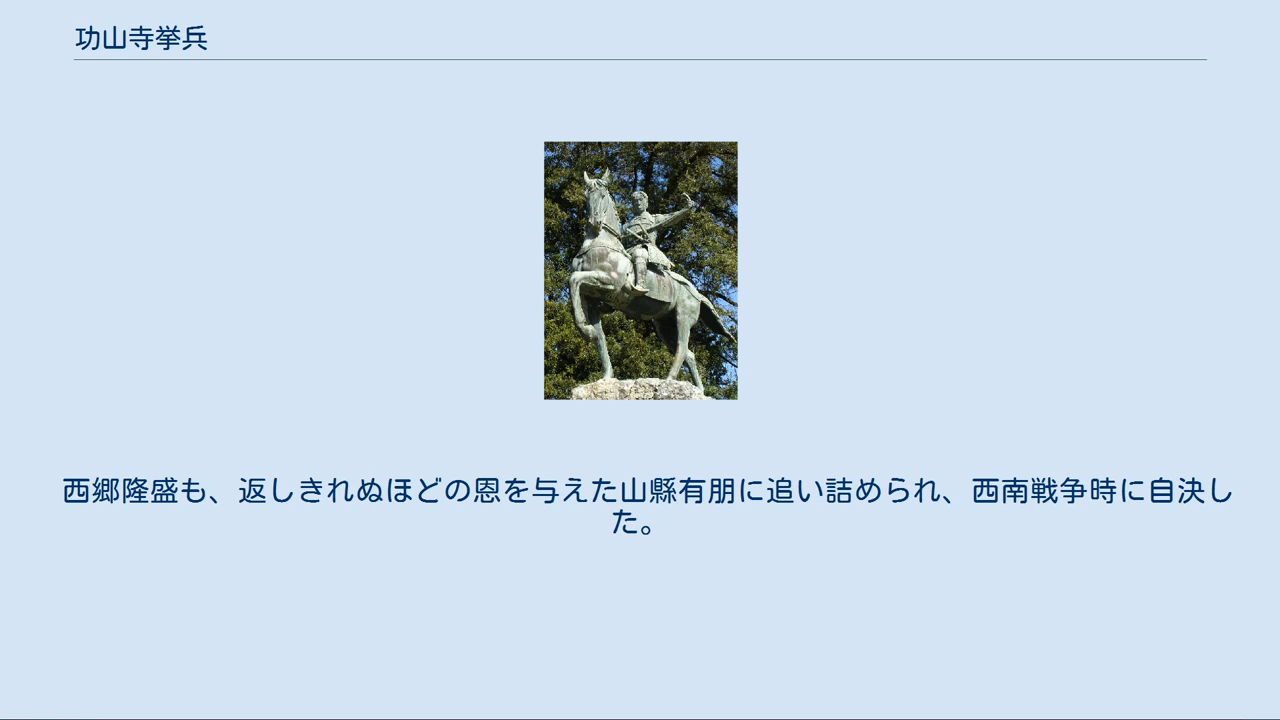 功山寺挙兵
西郷隆盛も、返しきれぬほどの恩を与えた山縣有朋に追い詰められ、西南戦争時に自決し
た。